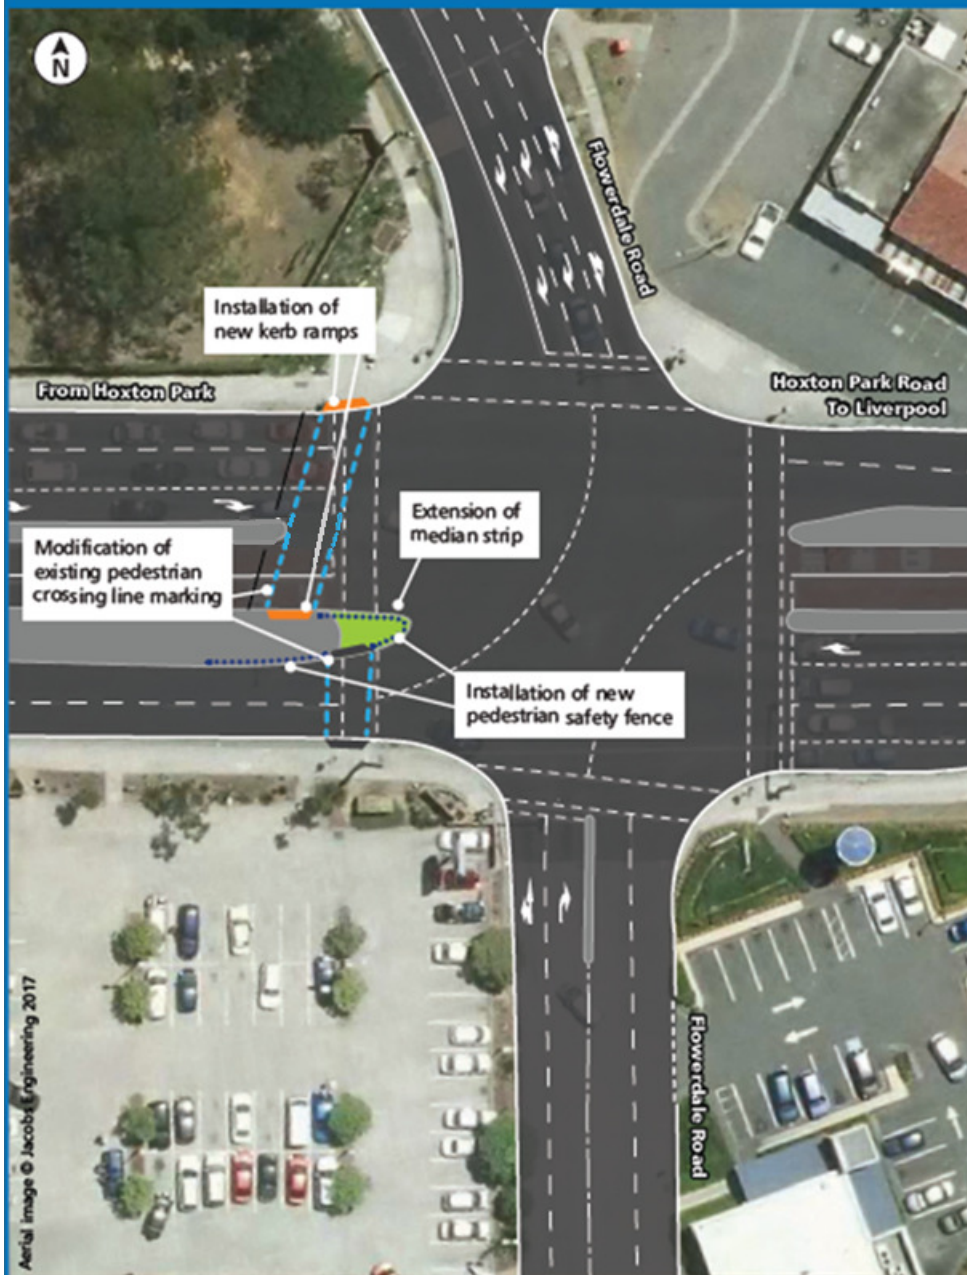 N
Flowerdale Road
Installation of
new kerb ramps
From Hoxton Park
Hoxton Park Road
To Liverpool
Extension of
median strip
Modification of
existing pedestrian
crossing line marking
Installation of new
pedestrian safety fence
Flowerdale Road
Aerial image © Jacobs Engineering 2017